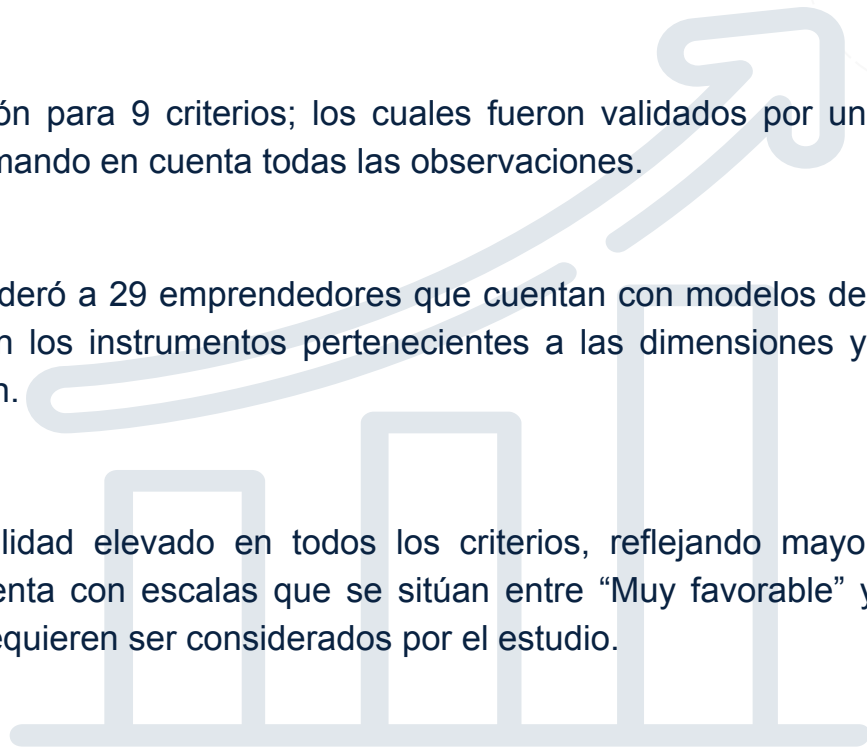 ón para 9 criterios; los cuales fueron validados por un
mando en cuenta todas las observaciones.
deró a 29 emprendedores que cuentan con modelos de
n los instrumentos pertenecientes a las dimensiones y
n.
lidad elevado en todos los criterios, reflejando mayo
enta con escalas que se sitúan entre “Muy favorable” y
equieren ser considerados por el estudio.